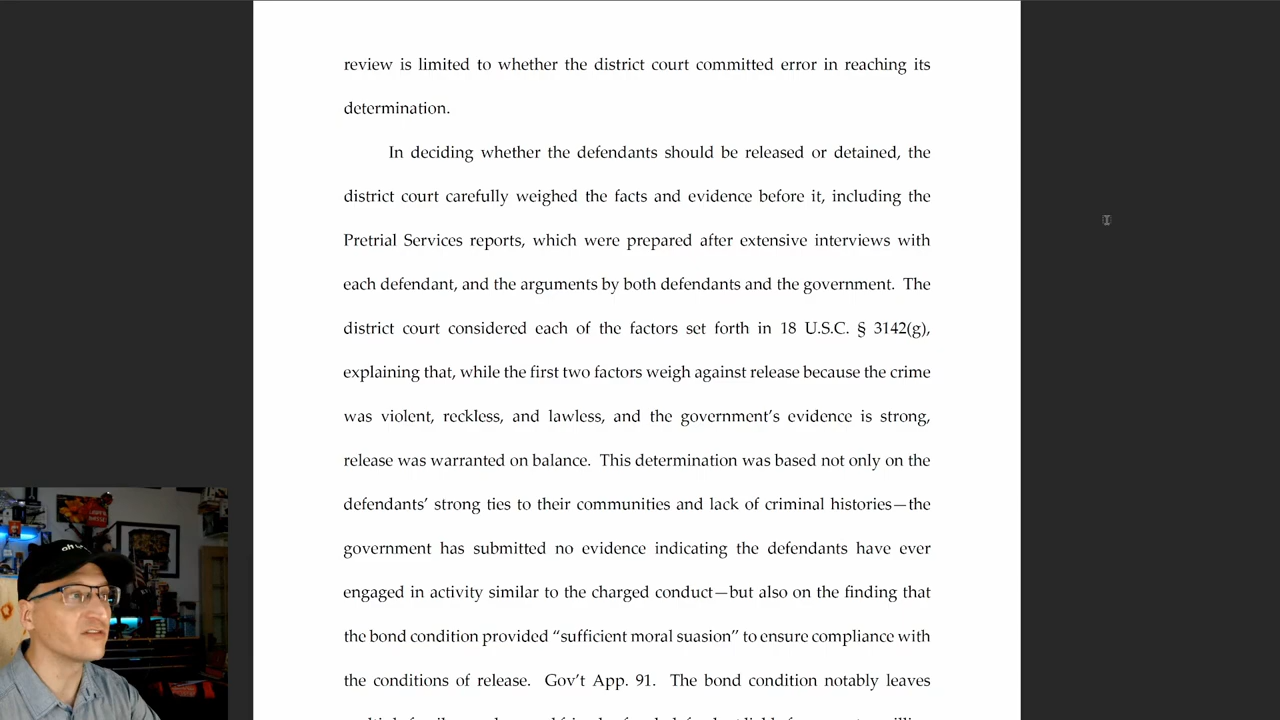 review is limited to whether the district court committed error in reaching its
determination.
In deciding whether the defendants should be released or detained, the
district court carefully weighed the facts and evidence before it, including the
Pretrial Services reports, which were prepared after extensive interviews with
each defendant, and the arguments by both defendants and the government. The
district court considered each of the factors set forth in 18 U.S.C. § 3142(g),
explaining that, while the first two factors weigh against release because the crime
was violent, reckless, and lawless, and the government’s evidence is strong,
release was warranted on balance. This determination was based not only on the
defendants’ strong ties to their communities and lack of criminal histories—the
government has submitted no evidence indicating the defendants have ever
engaged in activity similar to the charged conduct—but also on the finding that
the bond condition provided “sufficient moral suasion” to ensure compliance with
the conditions of release. Gov’t App. 91. The bond condition notably leaves